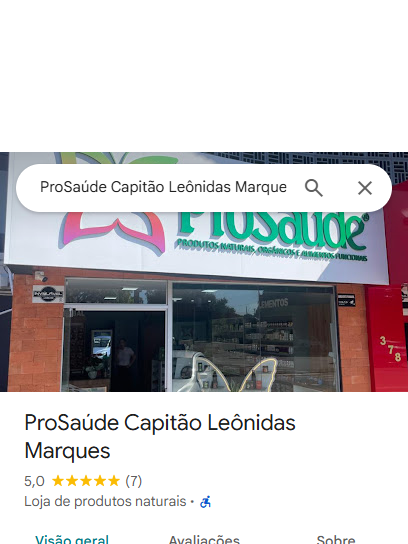 ProSaúde Capitão Leônidas Marque
ProSaúde®
PRODUTOS NATURAIS, ORGÂNICOS E ALIMENTOS FUNCIONAIS
378
ProSaúde Capitão Leônidas
Marques
5,0 (7)
Loja de produtos naturais ·
Visão geral
Avaliações
Sobre